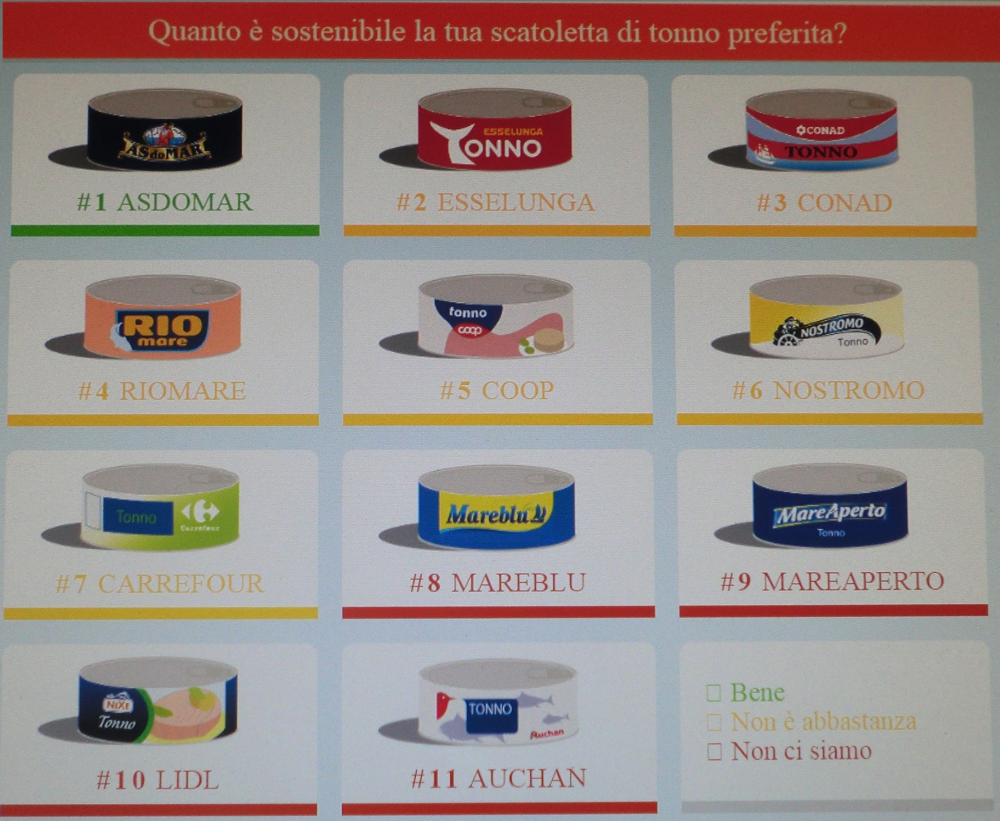 Quanto è sostenibile la tua scatoletta di tonno preferita?
ASdoMAR
#1 ASDOMAR
ESSELUNGA
TONNO
#2 ESSELUNGA
CONAD
TONNO
#3 CONAD
RIO
mare
#4 RIOMARE
tonno
coop
#5 COOP
NOSTROMO
Tonno
#6 NOSTROMO
Tonno
Carrefour
#7 CARREFOUR
Mareblu
#8 MAREBLU
MareAperto
Tonno
#9 MAREAPERTO
NIXE
Tonno
#10 LIDL
TONNO
Auchan
#11 AUCHAN
Bene
Non è abbastanza
Non ci siamo